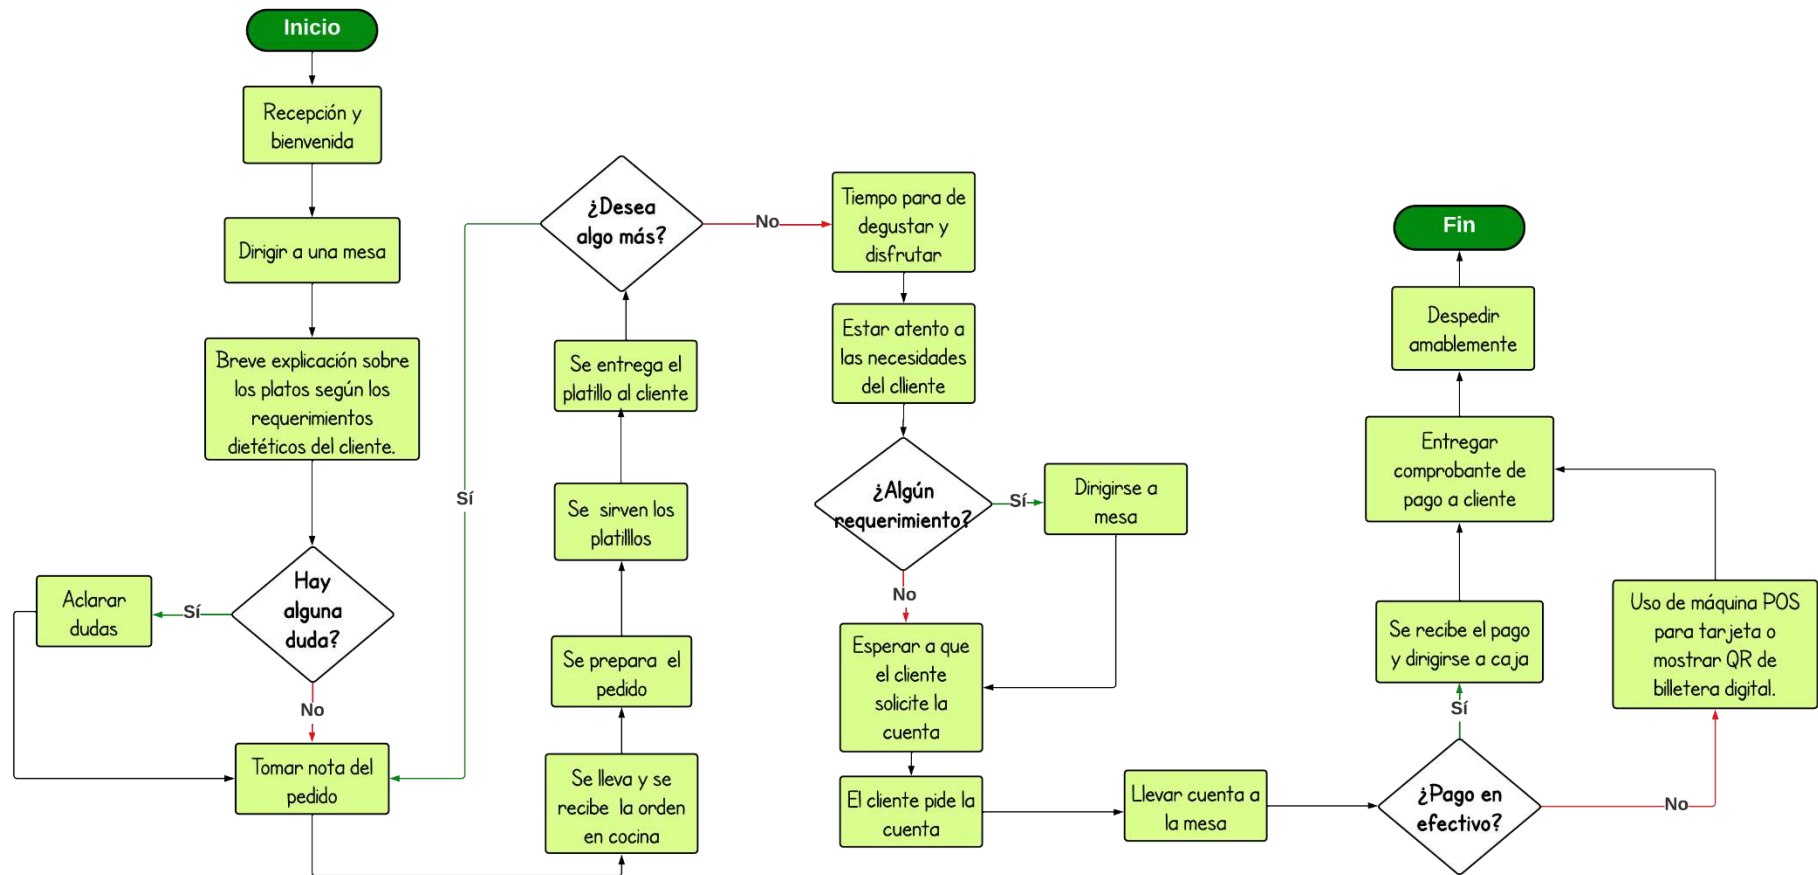 Inicio
Recepción y
bienvenida
Dirigir a una mesa
Breve explicación sobre
los platos según los
requerimientos
dietéticos del cliente.
Hay
alguna
duda?
Sí
Aclarar
dudas
No
Tomar nota del
pedido
Se lleva y se
recibe la orden
en cocina
Se prepara el
pedido
Se sirven los
platilllos
Se entrega el
platillo al cliente
¿Desea
algo más?
Sí
No
Tiempo para de
degustar y
disfrutar
Estar atento a
las necesidades
del clliente
¿Algún
requerimiento?
Sí
Dirigirse a
mesa
No
Esperar a que
el cliente
solicite la
cuenta
El cliente pide la
cuenta
Llevar cuenta a
la mesa
¿Pago en
efectivo?
Sí
Se recibe el pago
y dirigirse a caja
No
Uso de máquina POS
para tarjeta o
mostrar QR de
billetera digital.
Entregar
comprobante de
pago a cliente
Despedir
amablemente
Fin